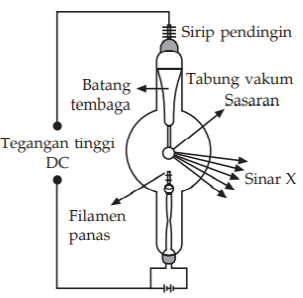 Sirip pendingin
Batang
tembaga
Tabung vakum
Sasaran
Tegangan tinggi
DC
Sinar X
Filamen
panas